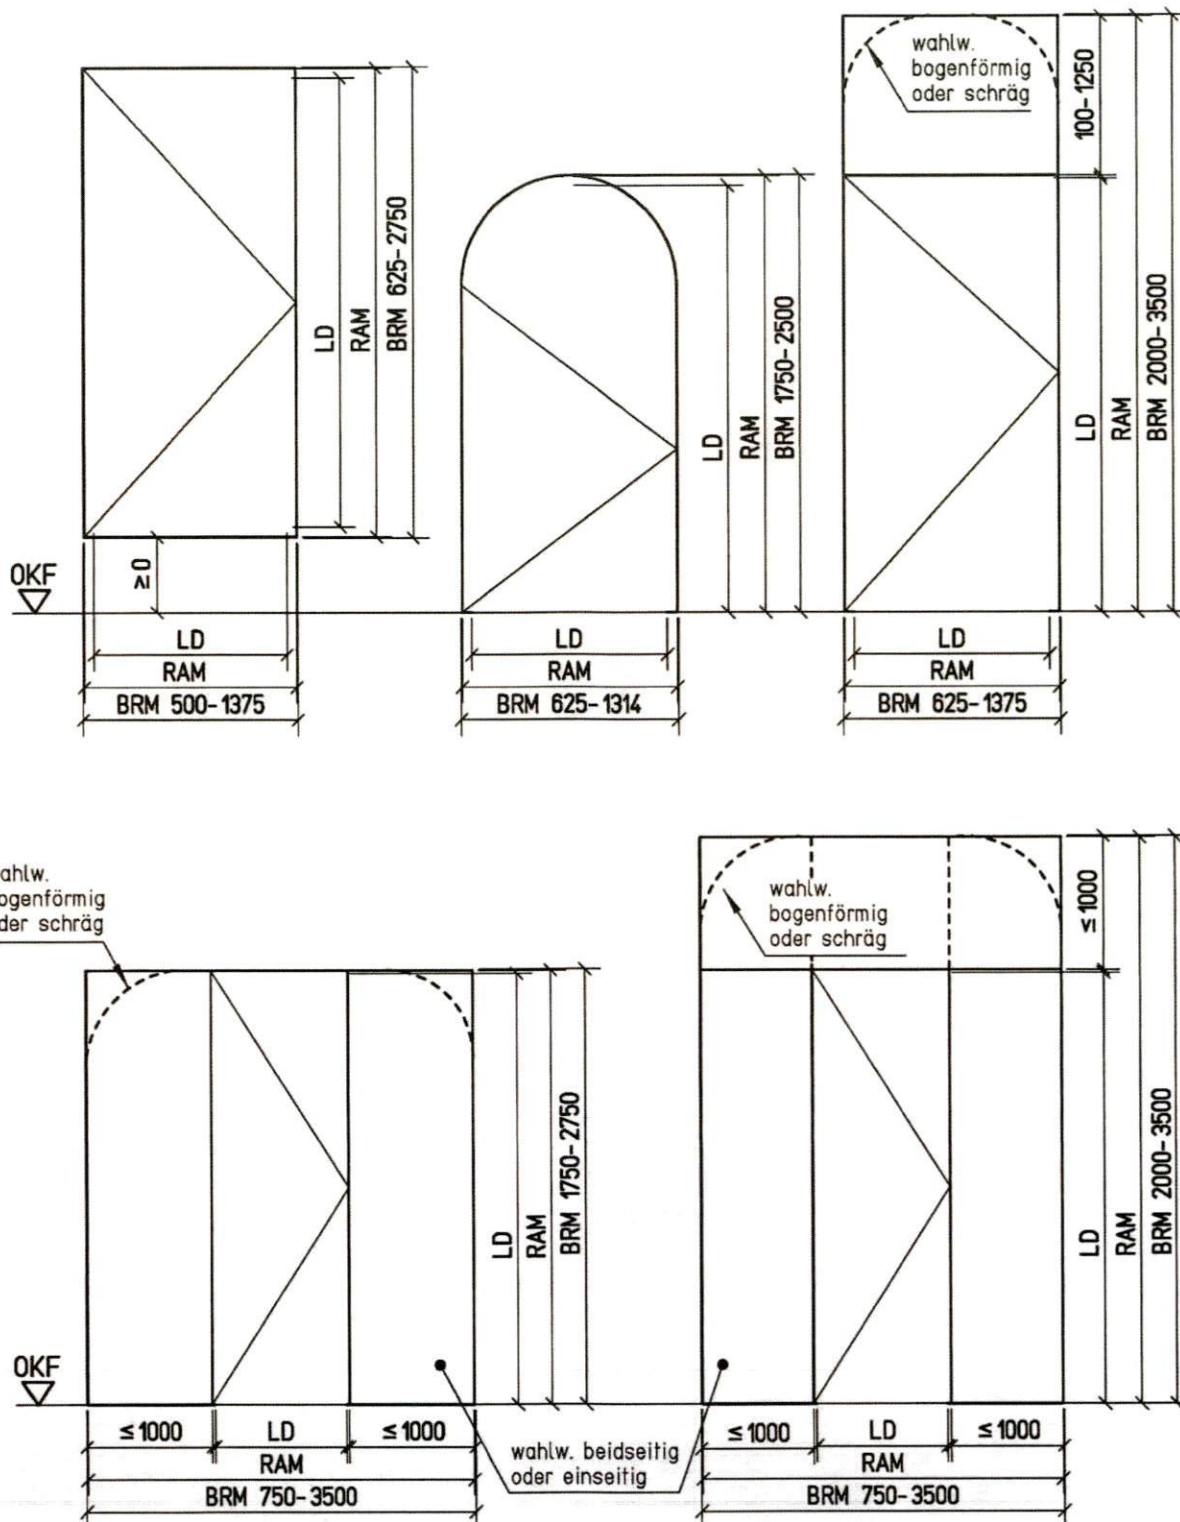 wahlw.
bogenförmig
oder schräg
100-1250
LD
RAM
BRM 625-2750
LD
RAM
BRM 1750-2500
LD
RAM
BRM 2000-3500
≥0
OKF
LD
RAM
BRM 500-1375
LD
RAM
BRM 625-1314
LD
RAM
BRM 625-1375
ahlw.
ogenförmig
der schräg
wahlw.
bogenförmig
oder schräg
≤1000
LD
RAM
BRM 1750-2750
LD
RAM
BRM 2000-3500
OKF
≤1000 LD ≤1000
RAM
BRM 750-3500
wahlw. beidseitig
oder einseitig
≤1000 LD ≤1000
RAM
BRM 750-3500